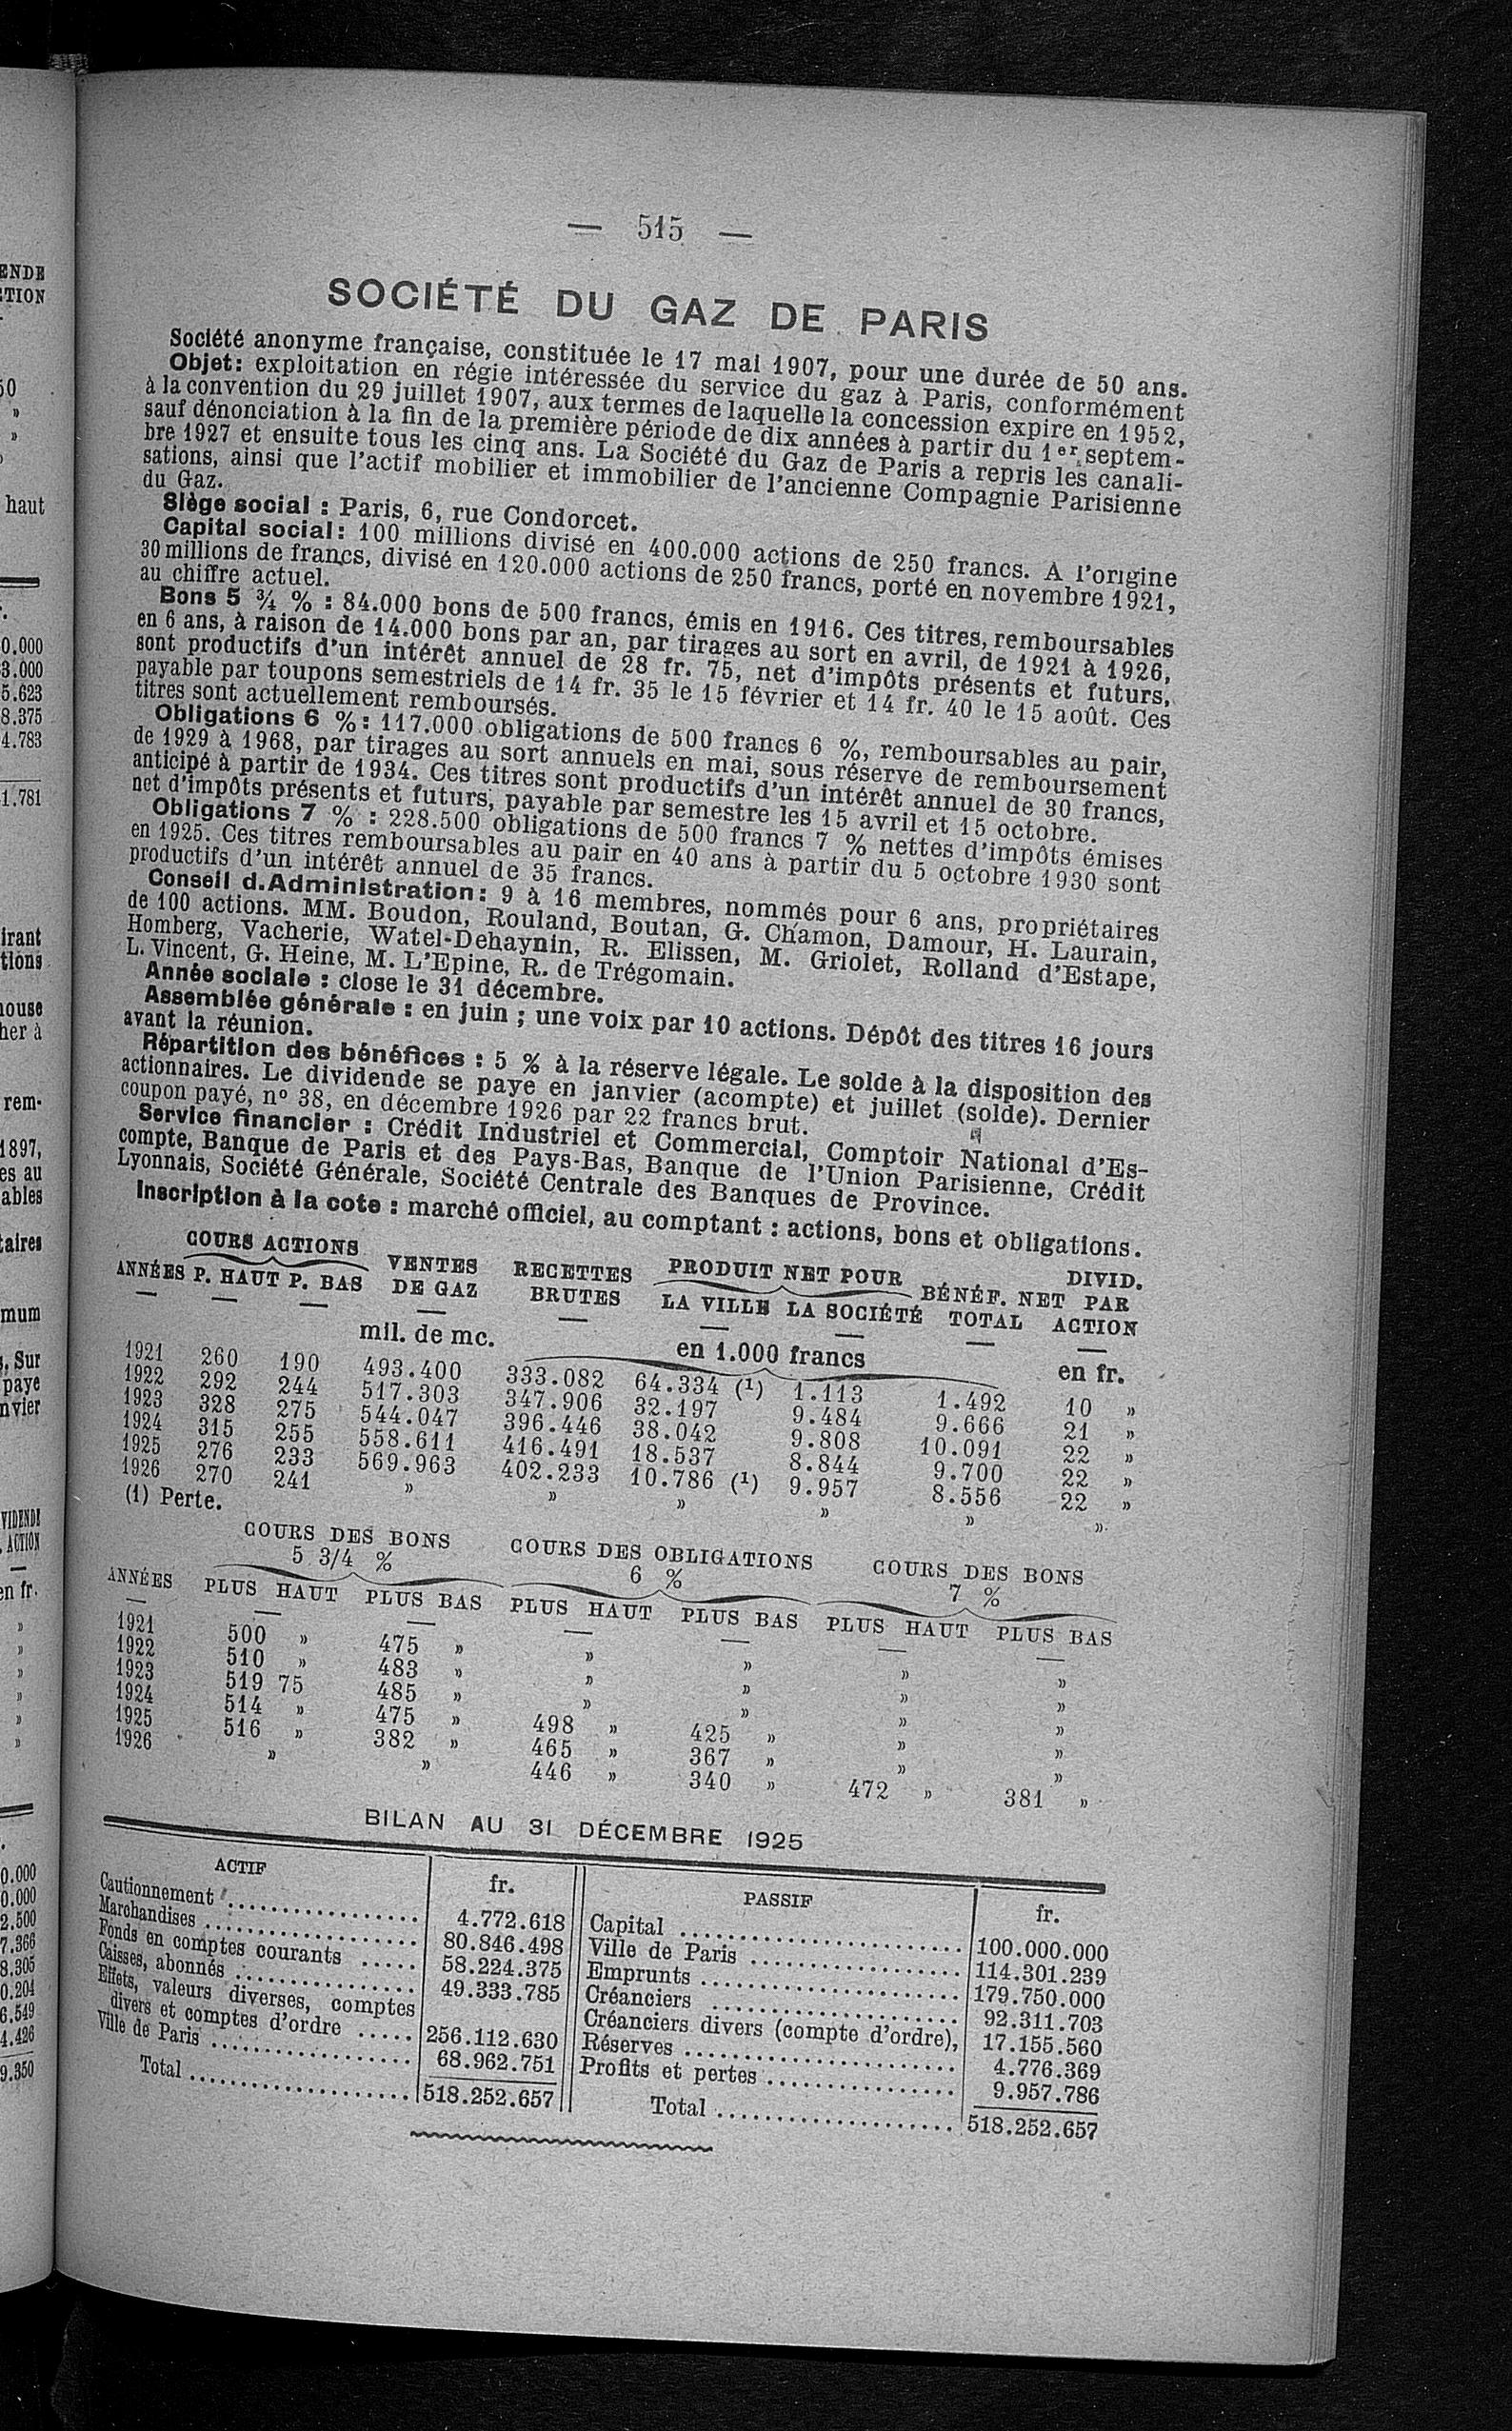 — 515 —
SOCIÉTÉ DU GAZ DE PARIS
Société anonyme française, constituée le 17 mai 1907, pour une durée de 50 ans.
Objet: exploitation en régie intéressée du service du gaz à Paris, conformément
à la convention du 29 juillet 1907, aux termes de laquelle la concession expire en 1952,
sauf dénonciation à la fin de la première période de dix années à partir du 1er septem-
bre 1927 et ensuite tous les cinq ans. La Société du Gaz de Paris a repris les canali-
sations, ainsi que l'actif mobilier et immobilier de l'ancienne Compagnie Parisienne
du Gaz.
Siège social : Paris, 6, rue Condorcet.
Capital social: 100 millions divisé en 400.000 actions de 250 francs. A l'origine
30 millions de francs, divisé en 120.000 actions de 250 francs, porté en novembre 1921,
au chiffre actuel.
Bons 5 ¾ % : 84.000 bons de 500 francs, émis en 1916. Ces titres, remboursables
en 6 ans, à raison de 14.000 bons par an, par tirages au sort en avril, de 1921 à 1926,
sont productifs d'un intérêt annuel de 28 fr. 75, net d'impôts présents et futurs,
payable par toupons semestriels de 14 fr. 35 le 15 février et 14 fr. 40 le 15 août. Ces
titres sont actuellement remboursés.
Obligations 6 % : 117.000 obligations de 500 francs 6 %, remboursables au pair,
de 1929 à 1968, par tirages au sort annuels en mai, sous réserve de remboursement
anticipé à partir de 1934. Ces titres sont productifs d'un intérêt annuel de 30 francs,
net d'impôts présents et futurs, payable par semestre les 15 avril et 15 octobre.
Obligations 7 % : 228.500 obligations de 500 francs 7 % nettes d'impôts émises
en 1925. Ces titres remboursables au pair en 40 ans à partir du 5 octobre 1930 sont
productifs d'un intérêt annuel de 35 francs.
Conseil d.Administration: 9 à 16 membres, nommés pour 6 ans, propriétaires
de 100 actions. MM. Boudon, Rouland, Boutan, G. Chamon, Damour, H. Laurain,
Homberg, Vacherie, Watel-Dehaynin, R. Elissen, M. Griolet, Rolland d'Estape,
L. Vincent, G. Heine, M. L'Epine, R. de Trégomain.
Année sociale : close le 31 décembre.
Assemblée générale : en juin ; une voix par 10 actions. Dépôt des titres 16 jours
avant la réunion.
Répartition des bénéfices : 5 % à la réserve légale. Le solde à la disposition des
actionnaires. Le dividende se paye en janvier (acompte) et juillet (solde). Dernier
coupon payé, no 38, en décembre 1926 par 22 francs brut.
Service financier : Crédit Industriel et Commercial, Comptoir National d'Es-
compte, Banque de Paris et des Pays-Bas, Banque de l'Union Parisienne, Crédit
Lyonnais, Société Générale, Société Centrale des Banques de Province.
Inscription à la cote : marché officiel, au comptant : actions, bons et obligations.
COURS ACTIONS VENTES RECETTES PRODUIT NET POUR BÉNÉF. NET DIVID. PAR
ANNÉES P. HAUT P. BAS DE GAZ BRUTES LA VILLE LA SOCIÉTÉ TOTAL ACTION
mil. de mc. en 1.000 francs en fr.
1921 260 190 493.400 333.082 64.334 (1) 1.113 1.492 10 »
1922 292 244 517.303 347.906 32.197 9.484 9.666 21 »
1923 328 275 544.047 396.446 38.042 9.808 10.091 22 »
1924 315 255 558.611 416.491 18.537 8.844 9.700 22 »
1925 276 233 569.963 402.233 10.786 (1) 9.957 8.556 22 »
1926 270 241 » » » » » ».
(1) Perte.
COURS DES BONS COURS DES OBLIGATIONS COURS DES BONS
5 3/4 % 6 % 7 %
ANNÉES PLUS HAUT PLUS BAS PLUS HAUT PLUS BAS PLUS HAUT PLUS BAS
1921 500 » 475 » » » » »
1922 510 » 483 » » » » »
1923 519 75 485 » » » » »
1924 514 » 475 » 498 » 425 » » »
1925 516 » 382 » 465 » 367 » » »
1926 » » 446 » 340 » 472 » 381 »
BILAN AU 31 DÉCEMBRE 1925
ACTIF fr.
Cautionnement 4.772.618
Marchandises 80.846.498
Fonds en comptes courants 58.224.375
Caisses, abonnés 49.333.785
Effets, valeurs diverses, comptes
divers et comptes d'ordre 256.112.630
Ville de Paris 68.962.751
Total 518.252.657
PASSIF fr.
Capital 100.000.000
Ville de Paris 114.301.239
Emprunts 179.750.000
Créanciers 92.311.703
Créanciers divers (compte d'ordre), 17.155.560
Réserves 4.776.369
Profits et pertes 9.957.786
Total 518.252.657